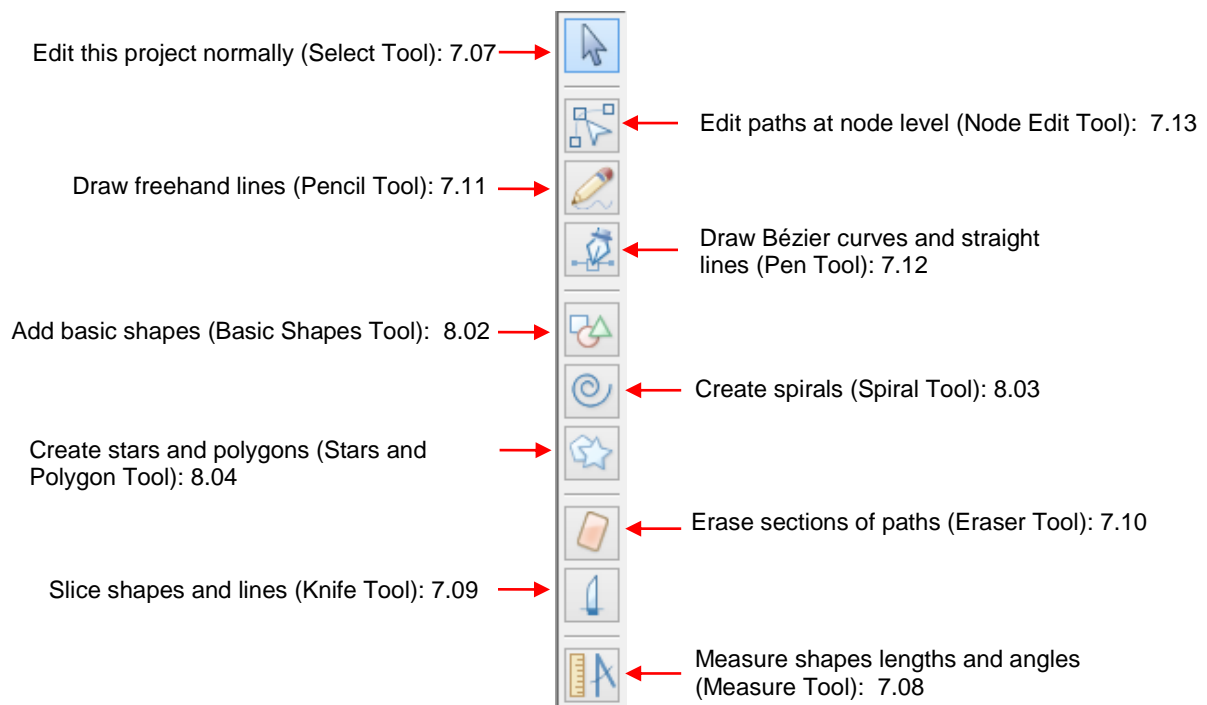 Edit this project normally (Select Tool): 7.07
Edit paths at node level (Node Edit Tool):  7.13
Draw freehand lines (Pencil Tool): 7.11
Draw Bézier curves and straight
lines (Pen Tool): 7.12
Add basic shapes (Basic Shapes Tool):  8.02
Create spirals (Spiral Tool): 8.03
Create stars and polygons (Stars and
Polygon Tool): 8.04
Erase sections of paths (Eraser Tool): 7.10
Slice shapes and lines (Knife Tool): 7.09
Measure shapes lengths and angles
(Measure Tool):  7.08